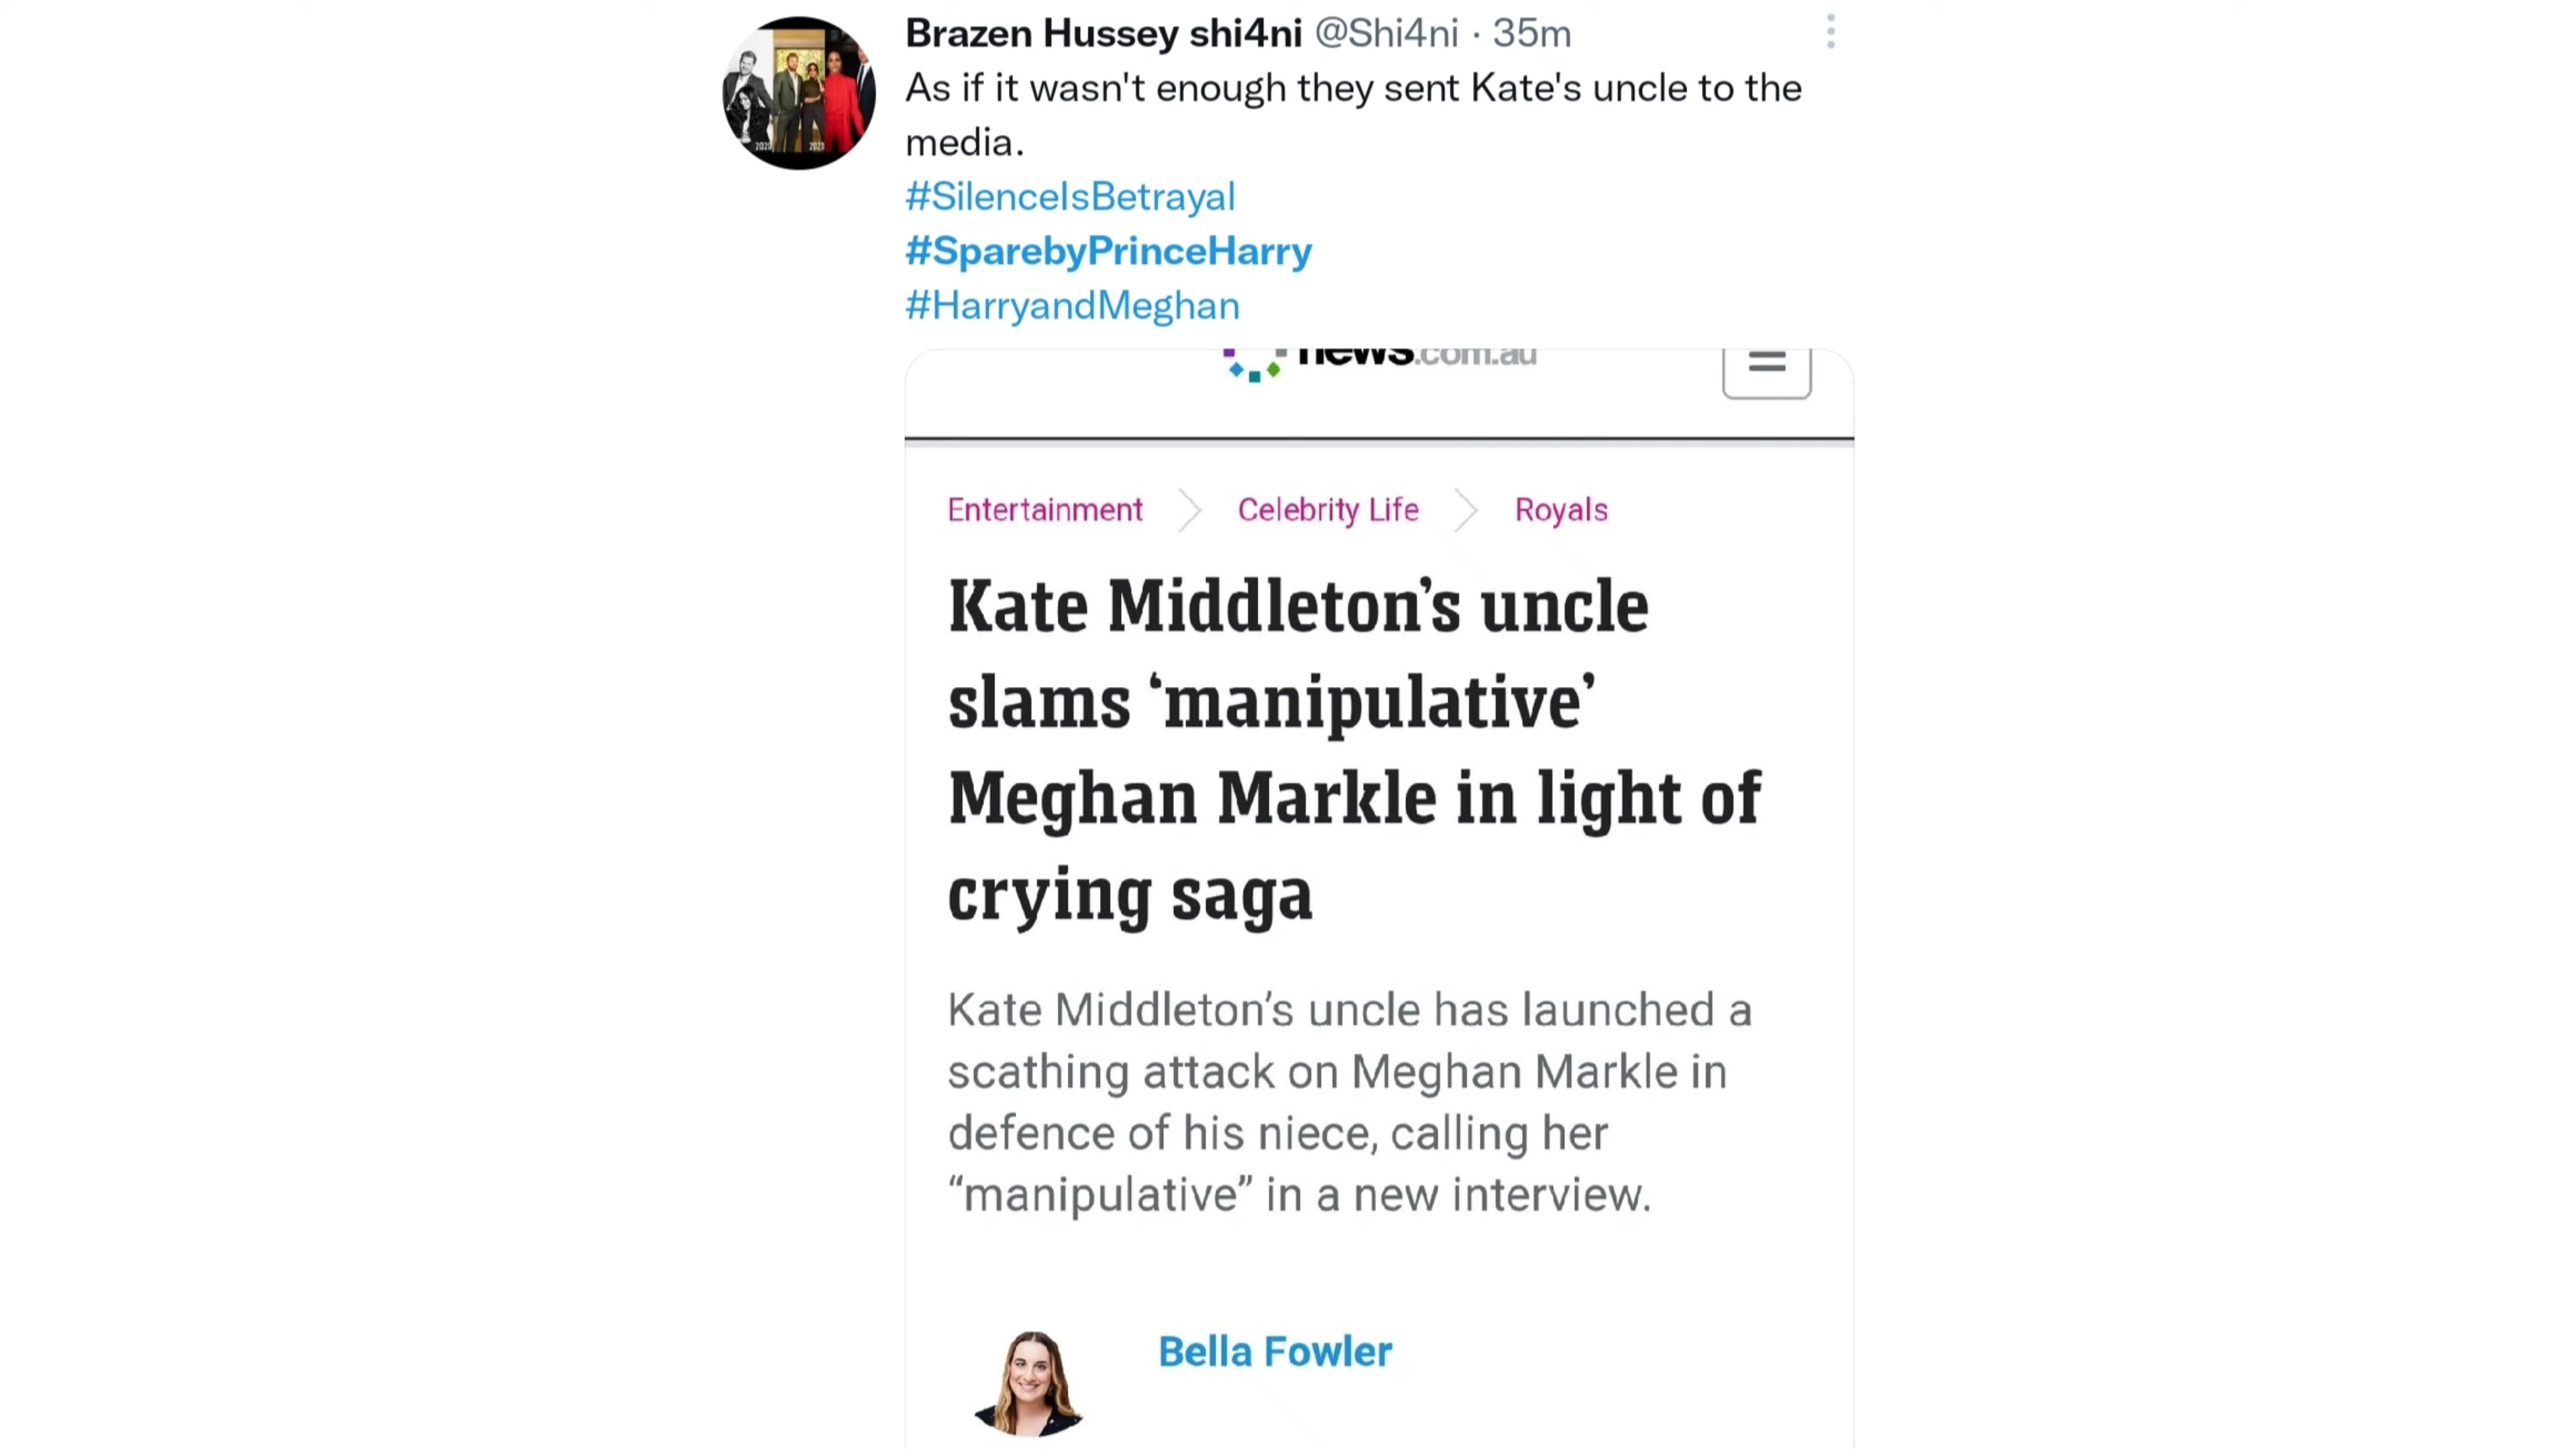 Brazen Hussey shi4ni @Shi4ni · 35m
As if it wasn't enough they sent Kate's uncle to the
media.
#SilenceIsBetrayal
#SparebyPrinceHarry
#HarryandMeghan
news.com.au
Entertainment > Celebrity Life > Royals
Kate Middleton’s uncle
slams ‘manipulative’
Meghan Markle in light of
crying saga
Kate Middleton’s uncle has launched a
scathing attack on Meghan Markle in
defence of his niece, calling her
“manipulative” in a new interview.
Bella Fowler